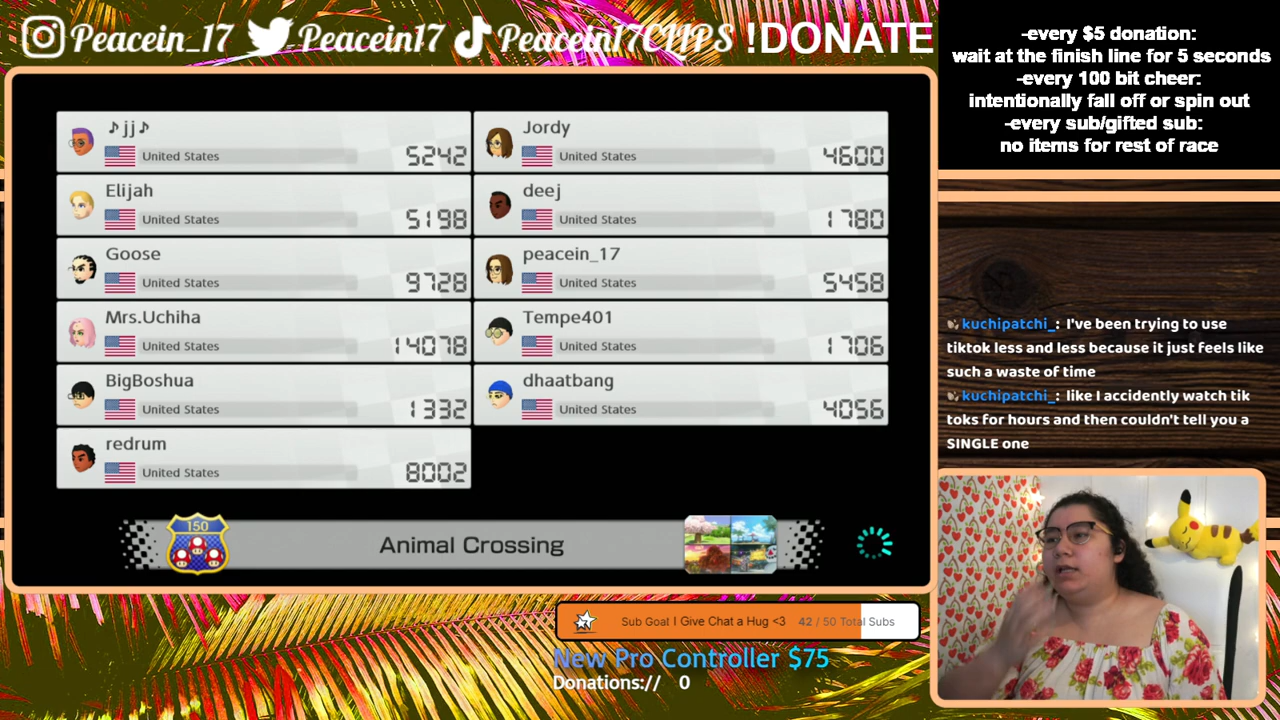 Peacein_17 Peacein17 Peacein17CLIPS !DONATE
-every $5 donation:
wait at the finish line for 5 seconds
-every 100 bit cheer:
intentionally fall off or spin out
-every sub/gifted sub:
no items for rest of race
♪jj♪
United States 5242
Jordy
United States 4600
Elijah
United States 5198
deej
United States 1780
Goose
United States 9728
peacein_17
United States 5458
Mrs.Uchiha
United States 14078
Tempe401
United States 1706
BigBoshua
United States 1332
dhaatbang
United States 4056
redrum
United States 8002
150
Animal Crossing
kuchipatchi_: I've been trying to use
tiktok less and less because it just feels like
such a waste of time
kuchipatchi_: like I accidently watch tik
toks for hours and then couldn't tell you a
SINGLE one
Sub Goal I Give Chat a Hug <3 42 / 50 Total Subs
New Pro Controller $75
Donations:// 0